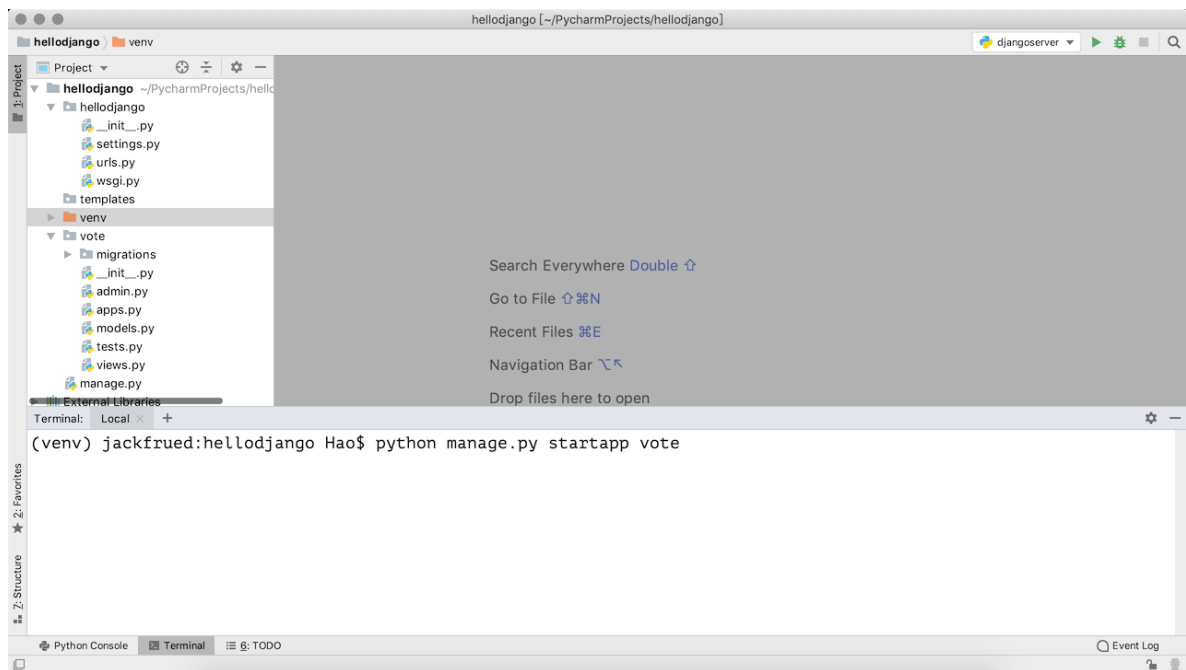 hellodjango [~/PycharmProjects/hellodjango]
hellodjango venv
djangoserver
1: Project
Project
hellodjango ~/PycharmProjects/hello
hellodjango
__init__.py
settings.py
urls.py
wsgi.py
templates
venv
vote
migrations
__init__.py
admin.py
apps.py
models.py
tests.py
views.py
manage.py
External Libraries
Search Everywhere Double ⇧
Go to File ⇧⌘N
Recent Files ⌘E
Navigation Bar ⌥↖
Drop files here to open
Terminal: Local × +
(venv) jackfrued:hellodjango Hao$ python manage.py startapp vote
2: Favorites
7: Structure
Python Console
Terminal
6: TODO
Event Log